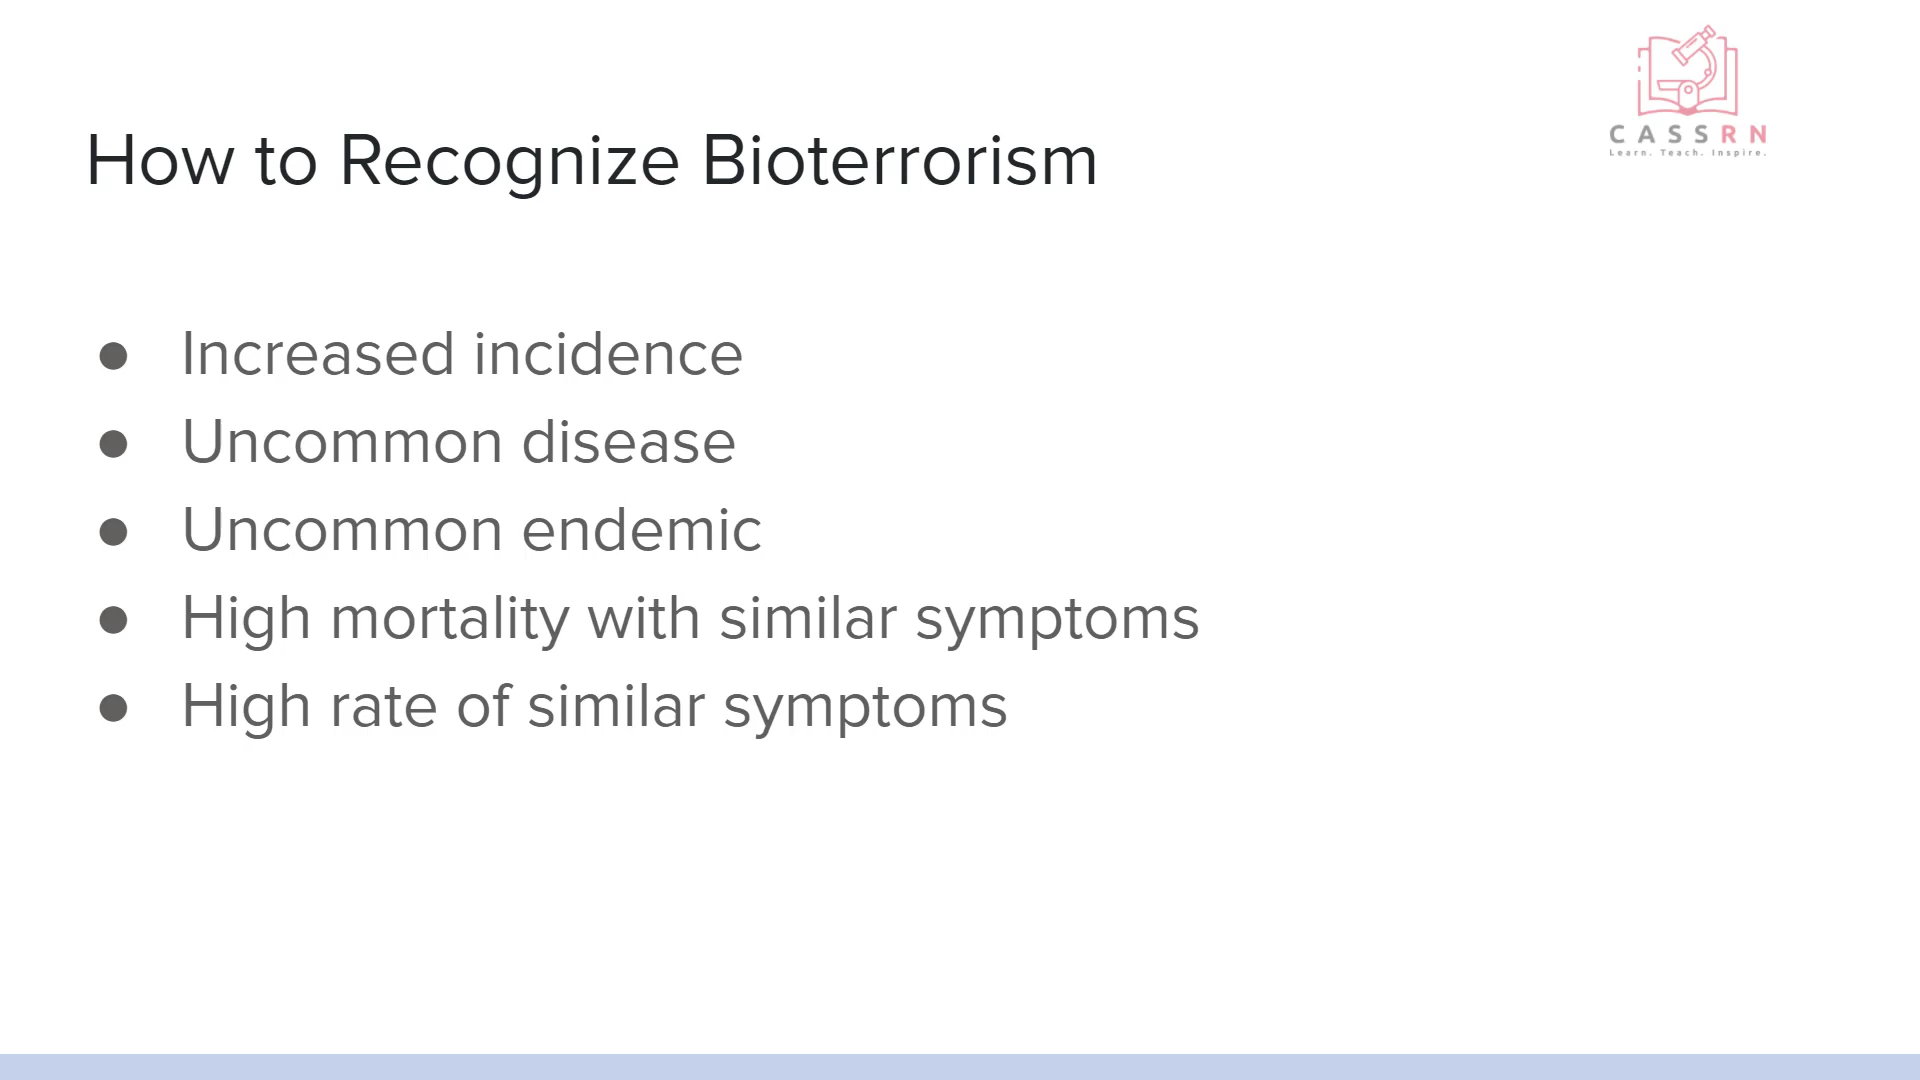 CASSRN
Learn. Teach. Inspire.
How to Recognize Bioterrorism
● Increased incidence
● Uncommon disease
● Uncommon endemic
● High mortality with similar symptoms
● High rate of similar symptoms